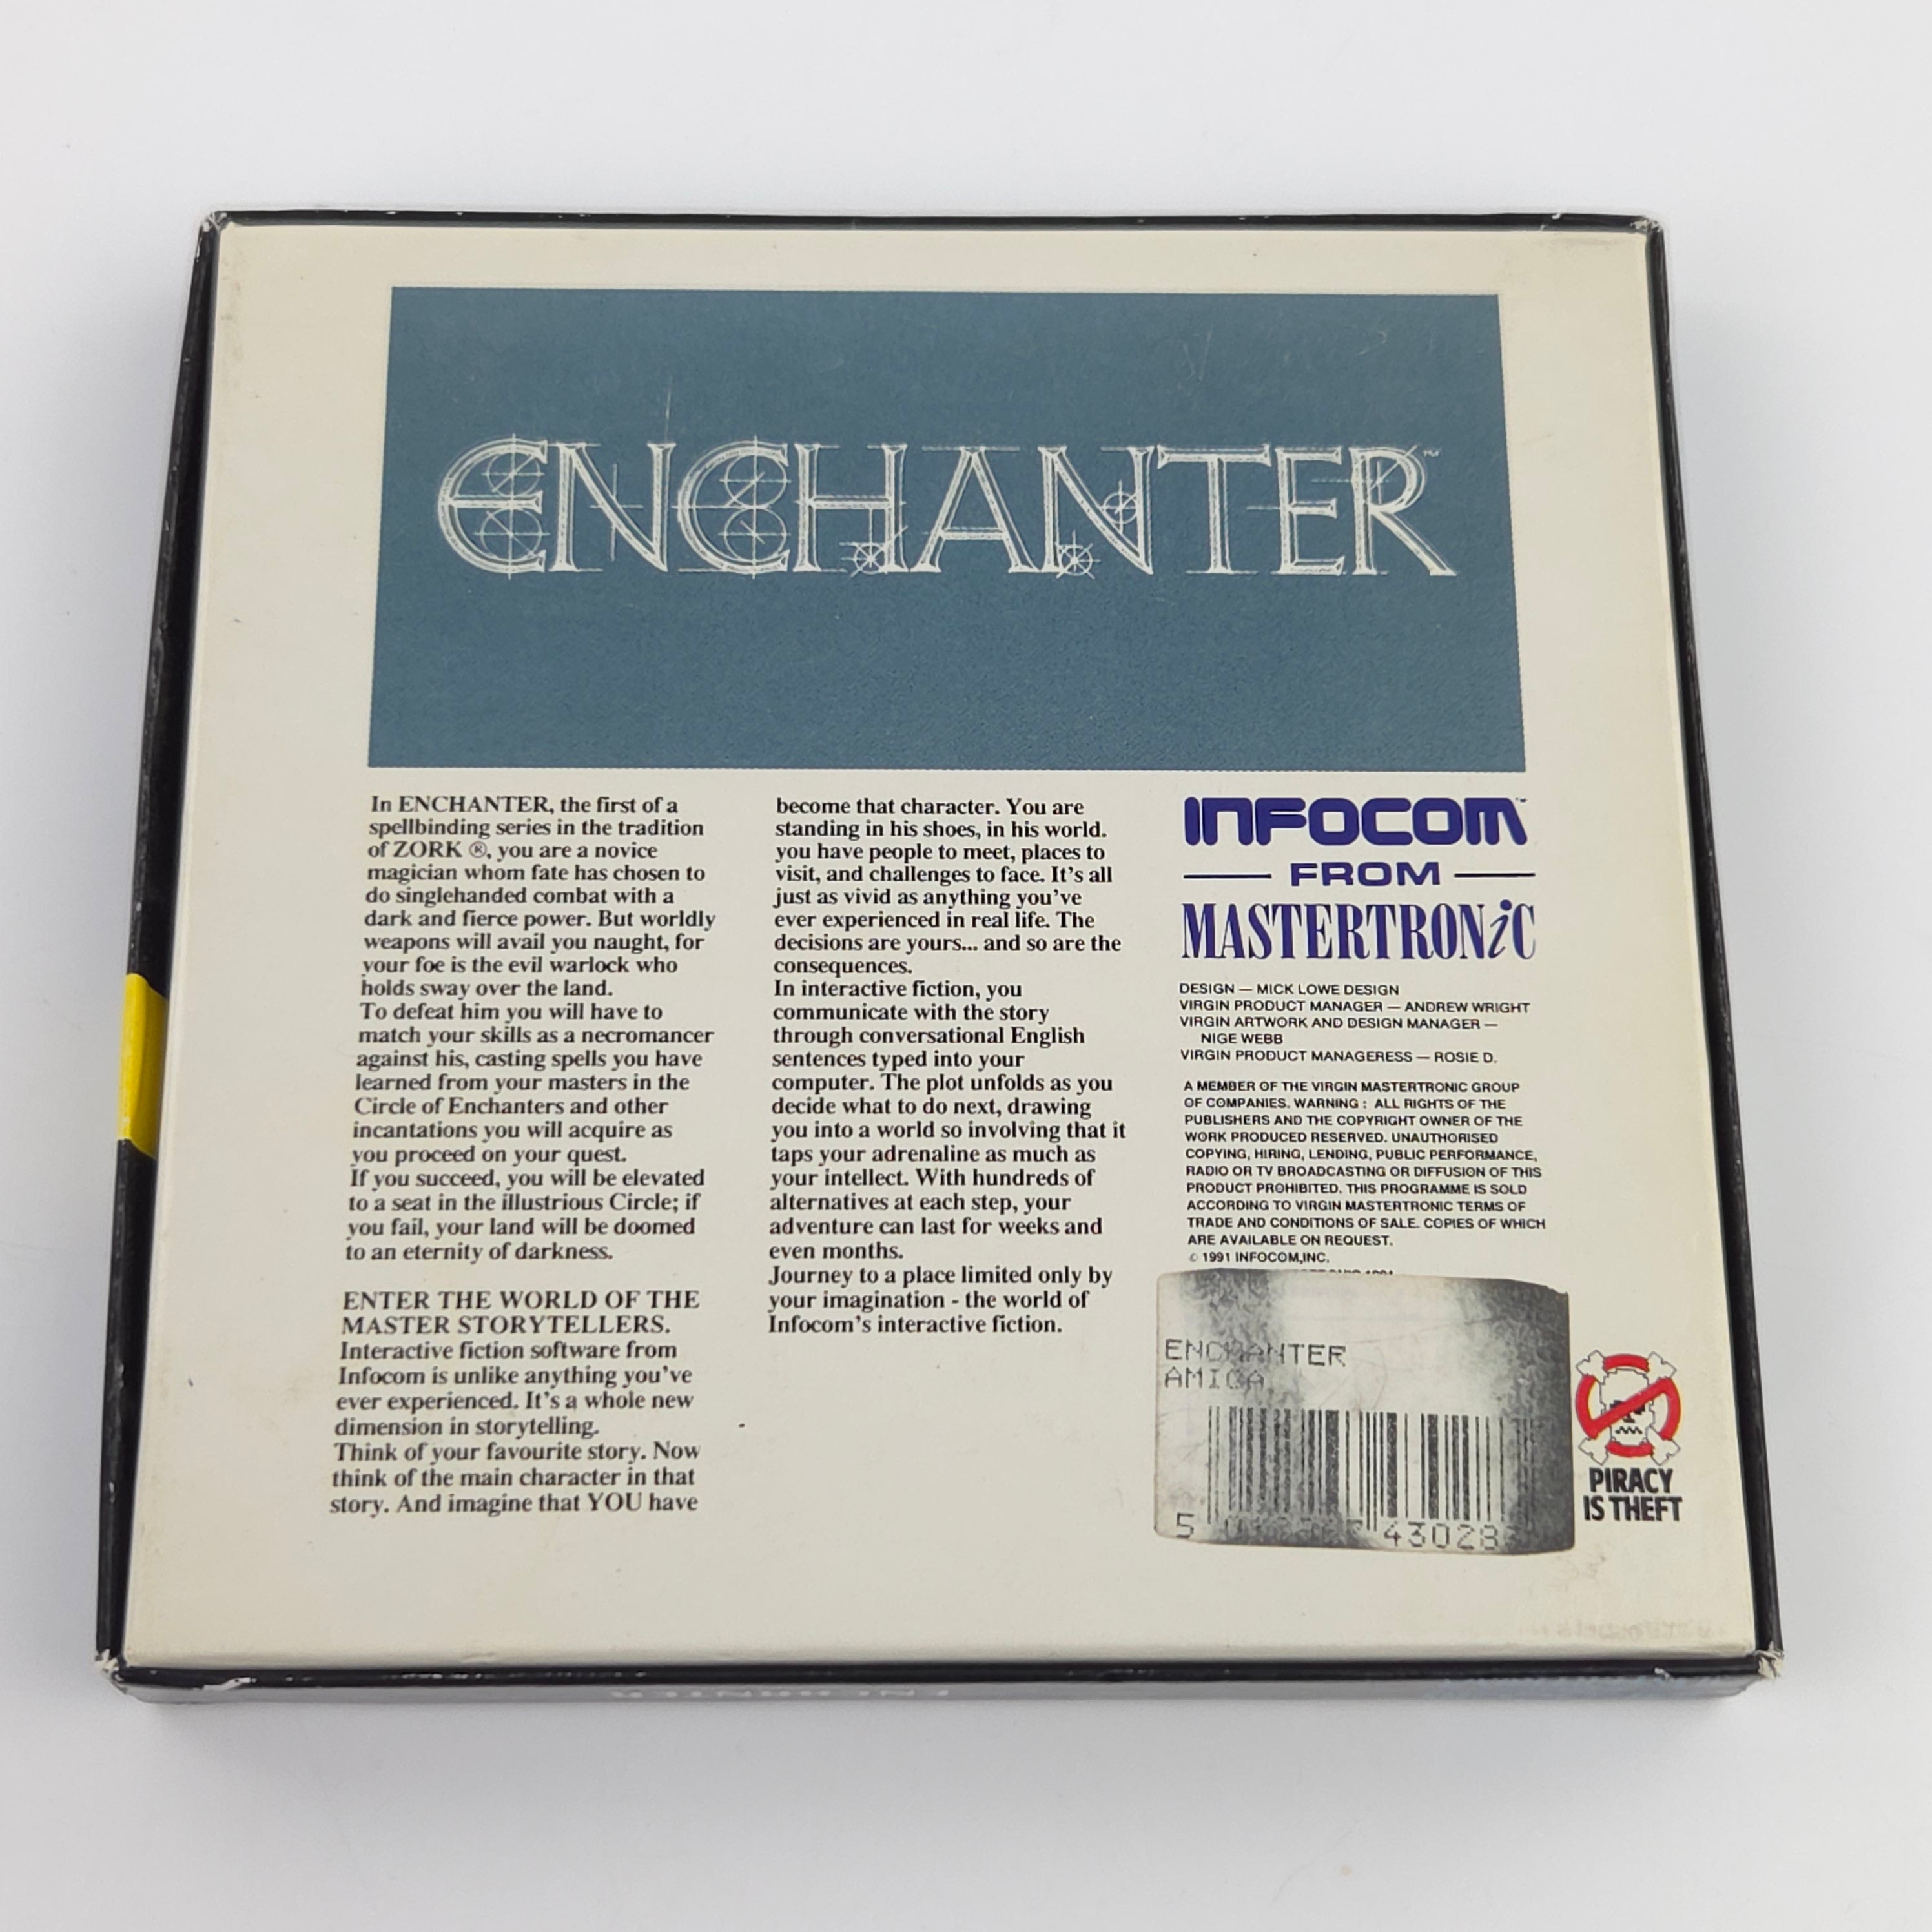 ENCHANTER™
In ENCHANTER, the first of a
spellbinding series in the tradition
of ZORK ®, you are a novice
magician whom fate has chosen to
do singlehanded combat with a
dark and fierce power. But worldly
weapons will avail you naught, for
your foe is the evil warlock who
holds sway over the land.
To defeat him you will have to
match your skills as a necromancer
against his, casting spells you have
learned from your masters in the
Circle of Enchanters and other
incantations you will acquire as
you proceed on your quest.
If you succeed, you will be elevated
to a seat in the illustrious Circle; if
you fail, your land will be doomed
to an eternity of darkness.
ENTER THE WORLD OF THE
MASTER STORYTELLERS.
Interactive fiction software from
Infocom is unlike anything you've
ever experienced. It's a whole new
dimension in storytelling.
Think of your favourite story. Now
think of the main character in that
story. And imagine that YOU have
become that character. You are
standing in his shoes, in his world.
you have people to meet, places to
visit, and challenges to face. It's all
just as vivid as anything you've
ever experienced in real life. The
decisions are yours... and so are the
consequences.
In interactive fiction, you
communicate with the story
through conversational English
sentences typed into your
computer. The plot unfolds as you
decide what to do next, drawing
you into a world so involving that it
taps your adrenaline as much as
your intellect. With hundreds of
alternatives at each step, your
adventure can last for weeks and
even months.
Journey to a place limited only by
your imagination - the world of
Infocom's interactive fiction.
INFOCOM™
FROM
MASTERTRONiC
DESIGN — MICK LOWE DESIGN
VIRGIN PRODUCT MANAGER — ANDREW WRIGHT
VIRGIN ARTWORK AND DESIGN MANAGER —
NIGE WEBB
VIRGIN PRODUCT MANAGERESS — ROSIE D.
A MEMBER OF THE VIRGIN MASTERTRONIC GROUP
OF COMPANIES. WARNING : ALL RIGHTS OF THE
PUBLISHERS AND THE COPYRIGHT OWNER OF THE
WORK PRODUCED RESERVED. UNAUTHORISED
COPYING, HIRING, LENDING, PUBLIC PERFORMANCE,
RADIO OR TV BROADCASTING OR DIFFUSION OF THIS
PRODUCT PROHIBITED. THIS PROGRAMME IS SOLD
ACCORDING TO VIRGIN MASTERTRONIC TERMS OF
TRADE AND CONDITIONS OF SALE. COPIES OF WHICH
ARE AVAILABLE ON REQUEST.
© 1991 INFOCOM,INC.
ENCHANTER
AMIGA
5
PIRACY
IS THEFT
ENCHANTER